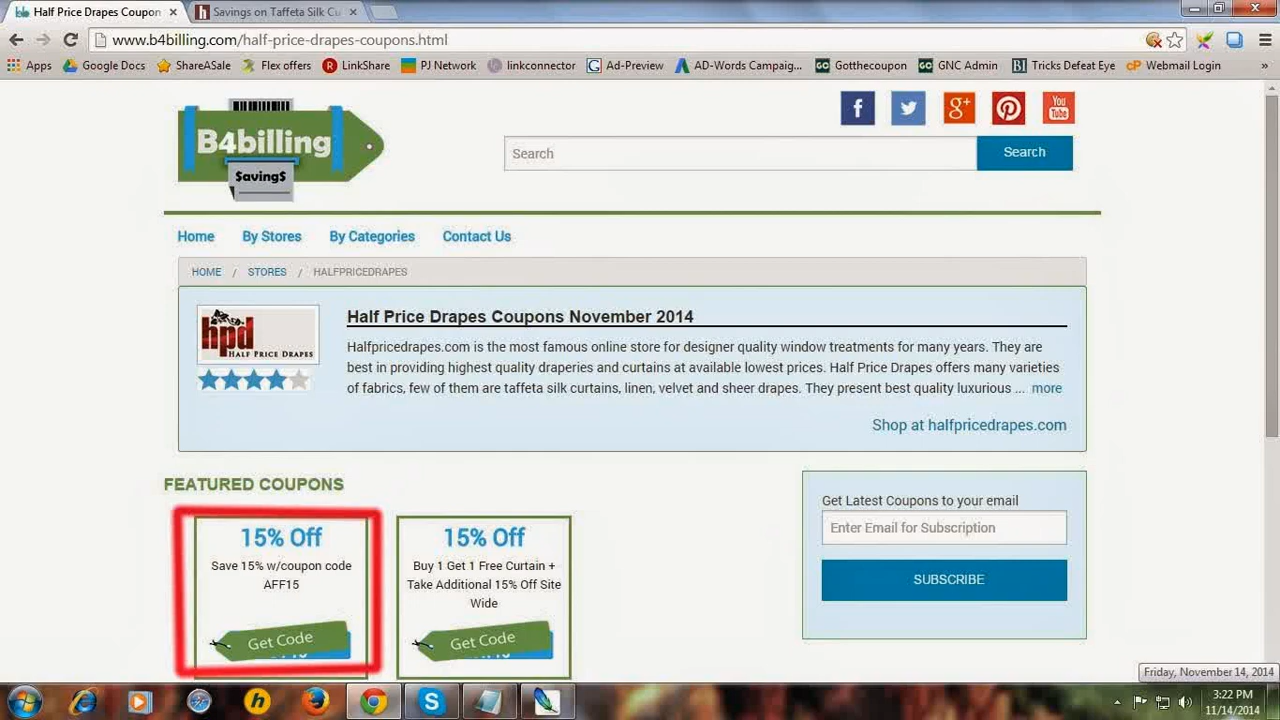 Half Price Drapes Coupon
Savings on Taffeta Silk Cu
www.b4billing.com/half-price-drapes-coupons.html
Apps Google Docs ShareASale Flex offers LinkShare PJ Network linkconnector Ad-Preview AD-Words Campaig... Gotthecoupon GNC Admin Tricks Defeat Eye Webmail Login »
B4billing
$aving$
f g+ You Tube
Search Search
Home By Stores By Categories Contact Us
HOME / STORES / HALFPRICEDRAPES
hpd
HALF PRICE DRAPES
Half Price Drapes Coupons November 2014
Halfpricedrapes.com is the most famous online store for designer quality window treatments for many years. They are
best in providing highest quality draperies and curtains at available lowest prices. Half Price Drapes offers many varieties
of fabrics, few of them are taffeta silk curtains, linen, velvet and sheer drapes. They present best quality luxurious ... more
Shop at halfpricedrapes.com
FEATURED COUPONS
15% Off
Save 15% w/coupon code
AFF15
Get Code
15% Off
Buy 1 Get 1 Free Curtain +
Take Additional 15% Off Site
Wide
Get Code
Get Latest Coupons to your email
Enter Email for Subscription
SUBSCRIBE
Friday, November 14, 2014
3:22 PM
11/14/2014